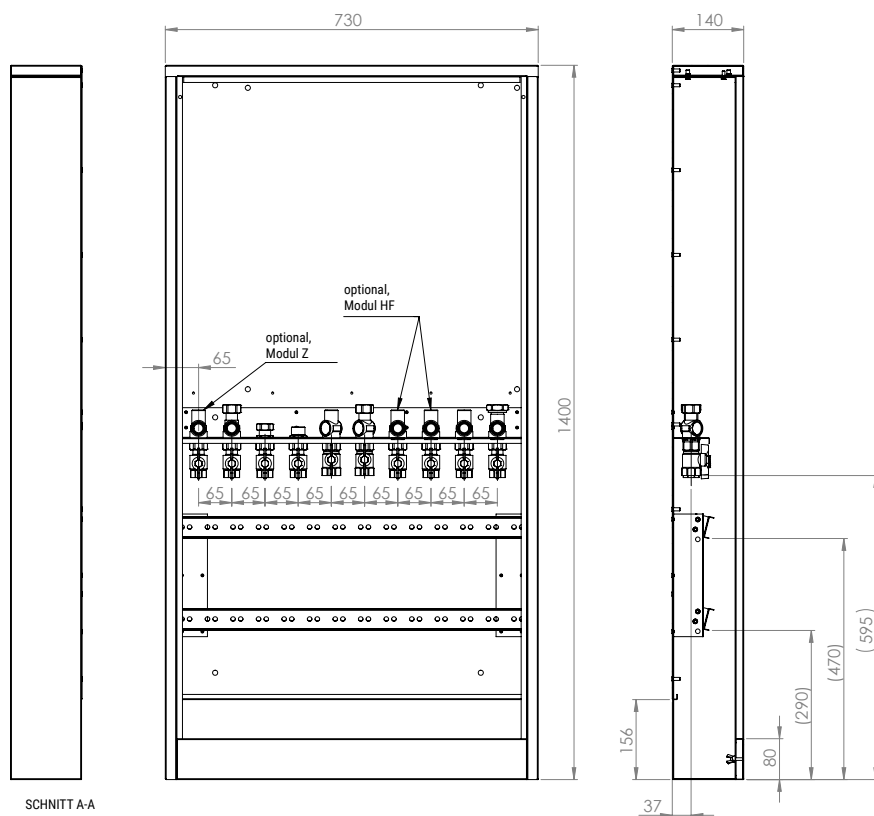 730
140
optional,
Modul HF
optional,
Modul Z
65
1400
65 65 65 65 65 65 65 65 65
( 595 )
(470)
(290)
156
80
37
SCHNITT A-A